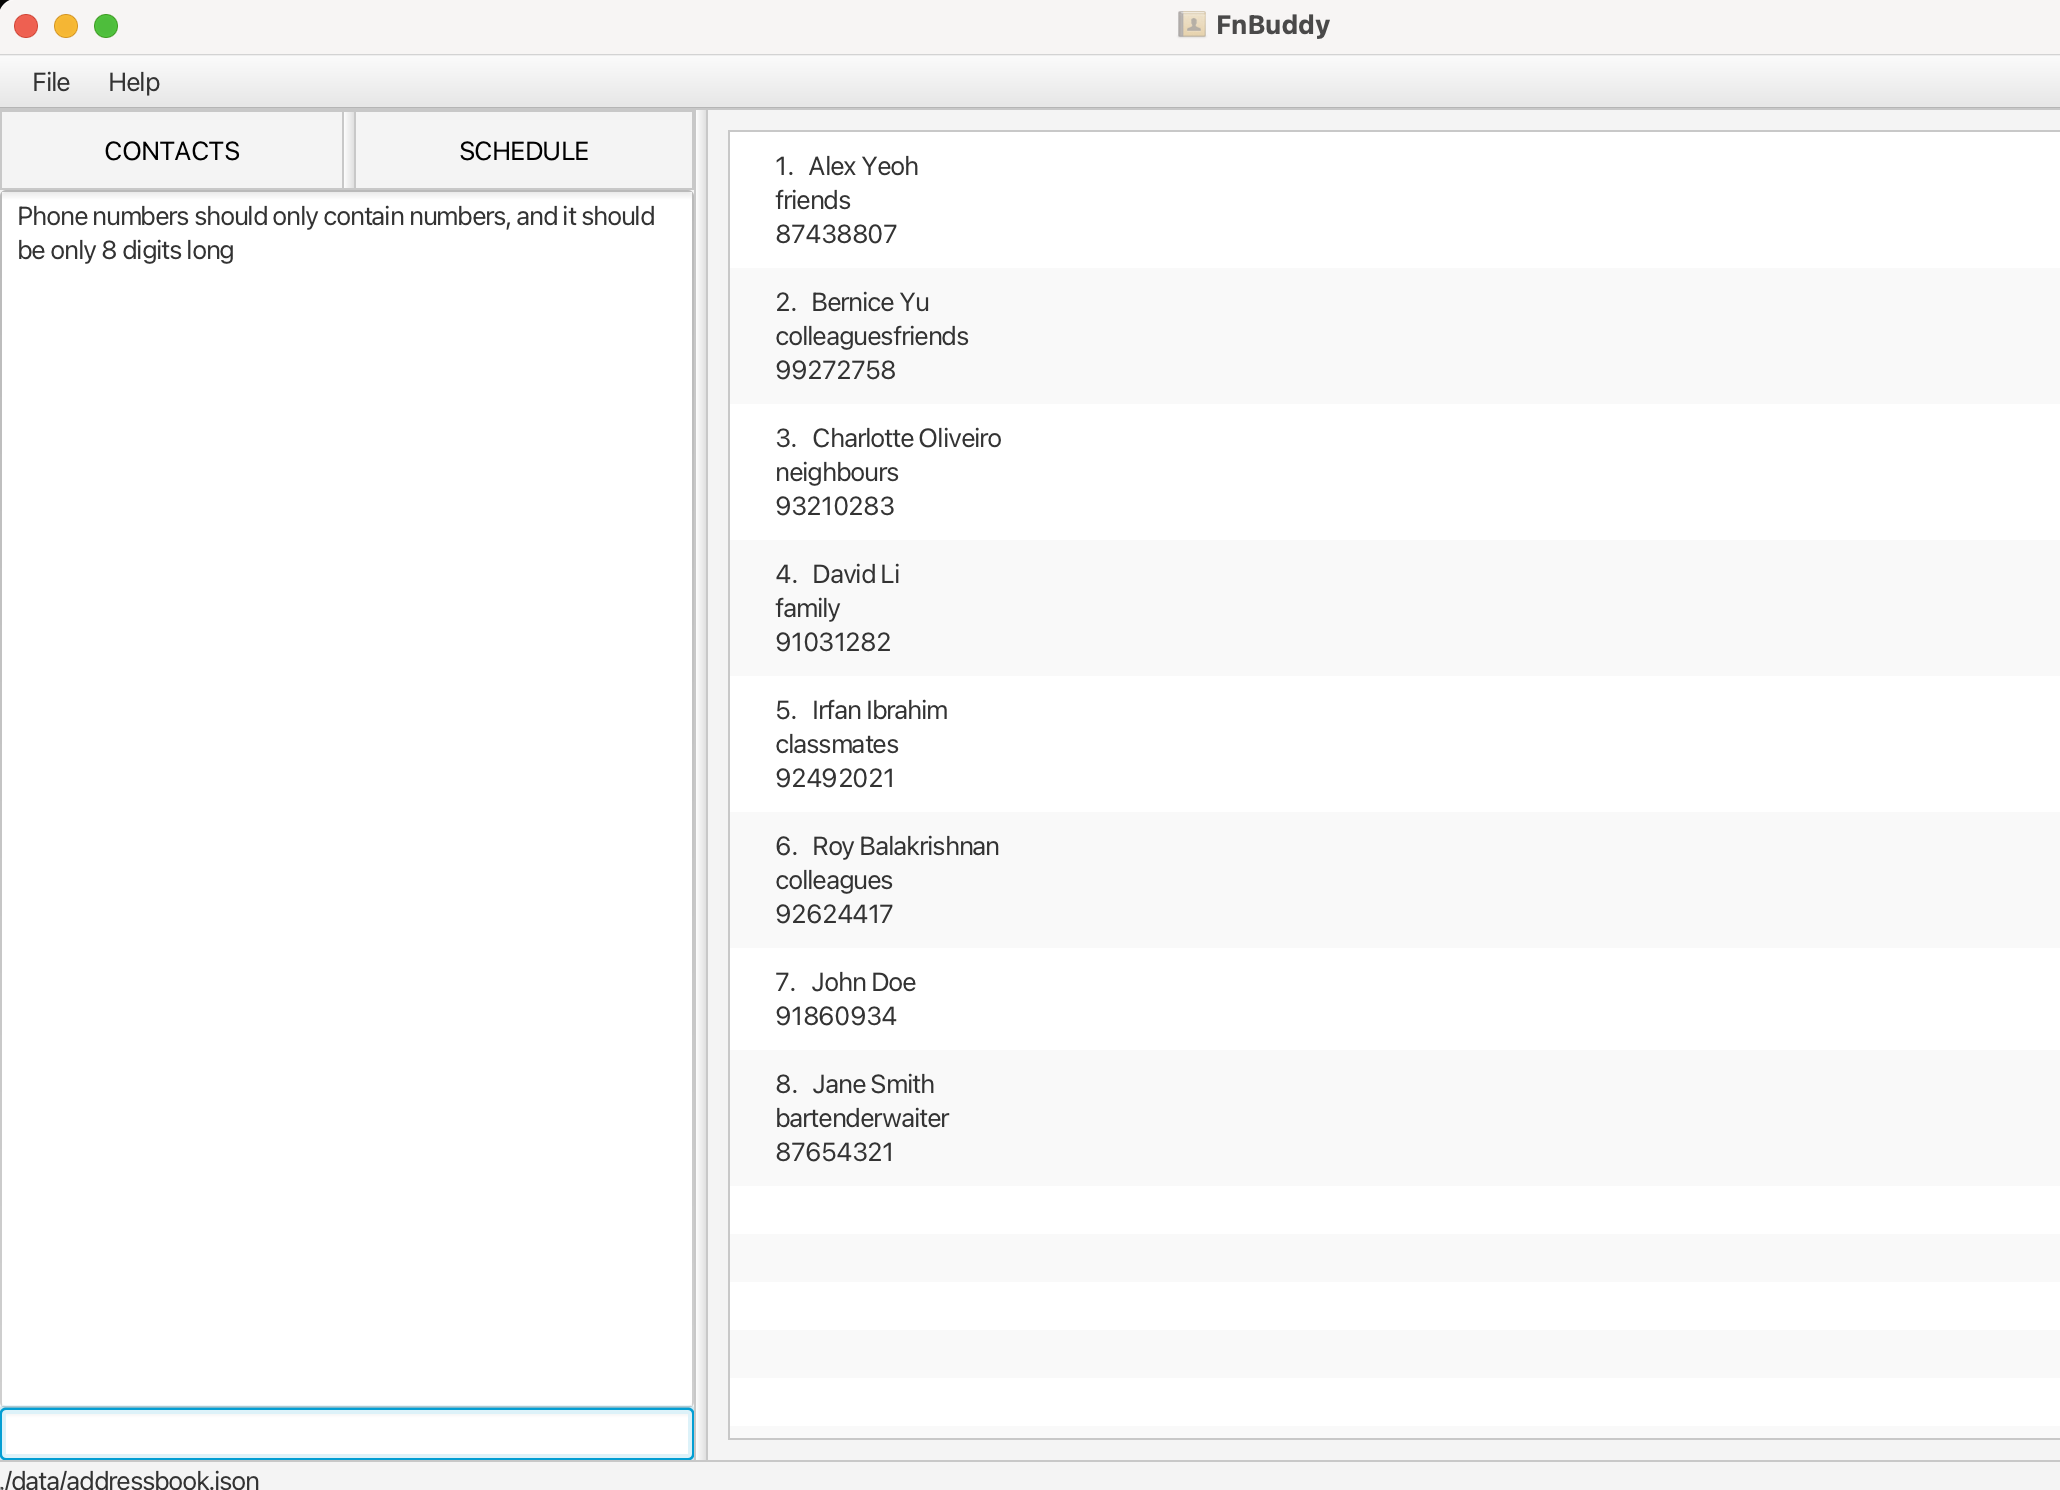 FnBuddy
File Help
CONTACTS SCHEDULE
Phone numbers should only contain numbers, and it should
be only 8 digits long
1. Alex Yeoh
friends
87438807
2. Bernice Yu
colleaguesfriends
99272758
3. Charlotte Oliveiro
neighbours
93210283
4. David Li
family
91031282
5. Irfan Ibrahim
classmates
92492021
6. Roy Balakrishnan
colleagues
92624417
7. John Doe
91860934
8. Jane Smith
bartenderwaiter
87654321
./data/addressbook.json